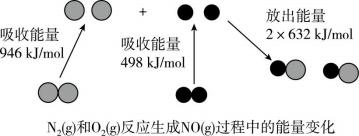 +
吸收能量
946 kJ/mol
吸收能量
498 kJ/mol
放出能量
2×632 kJ/mol
N₂(g)和O₂(g)反应生成NO(g)过程中的能量变化